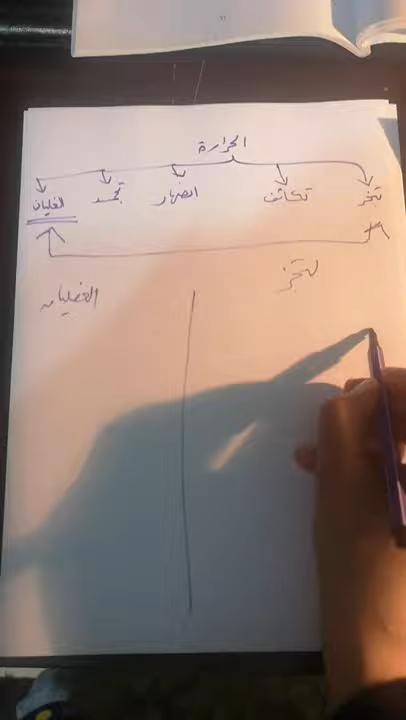 الحرارة
تبخر تكاثف انصهار تجمد الغليان
تبخر الغليان